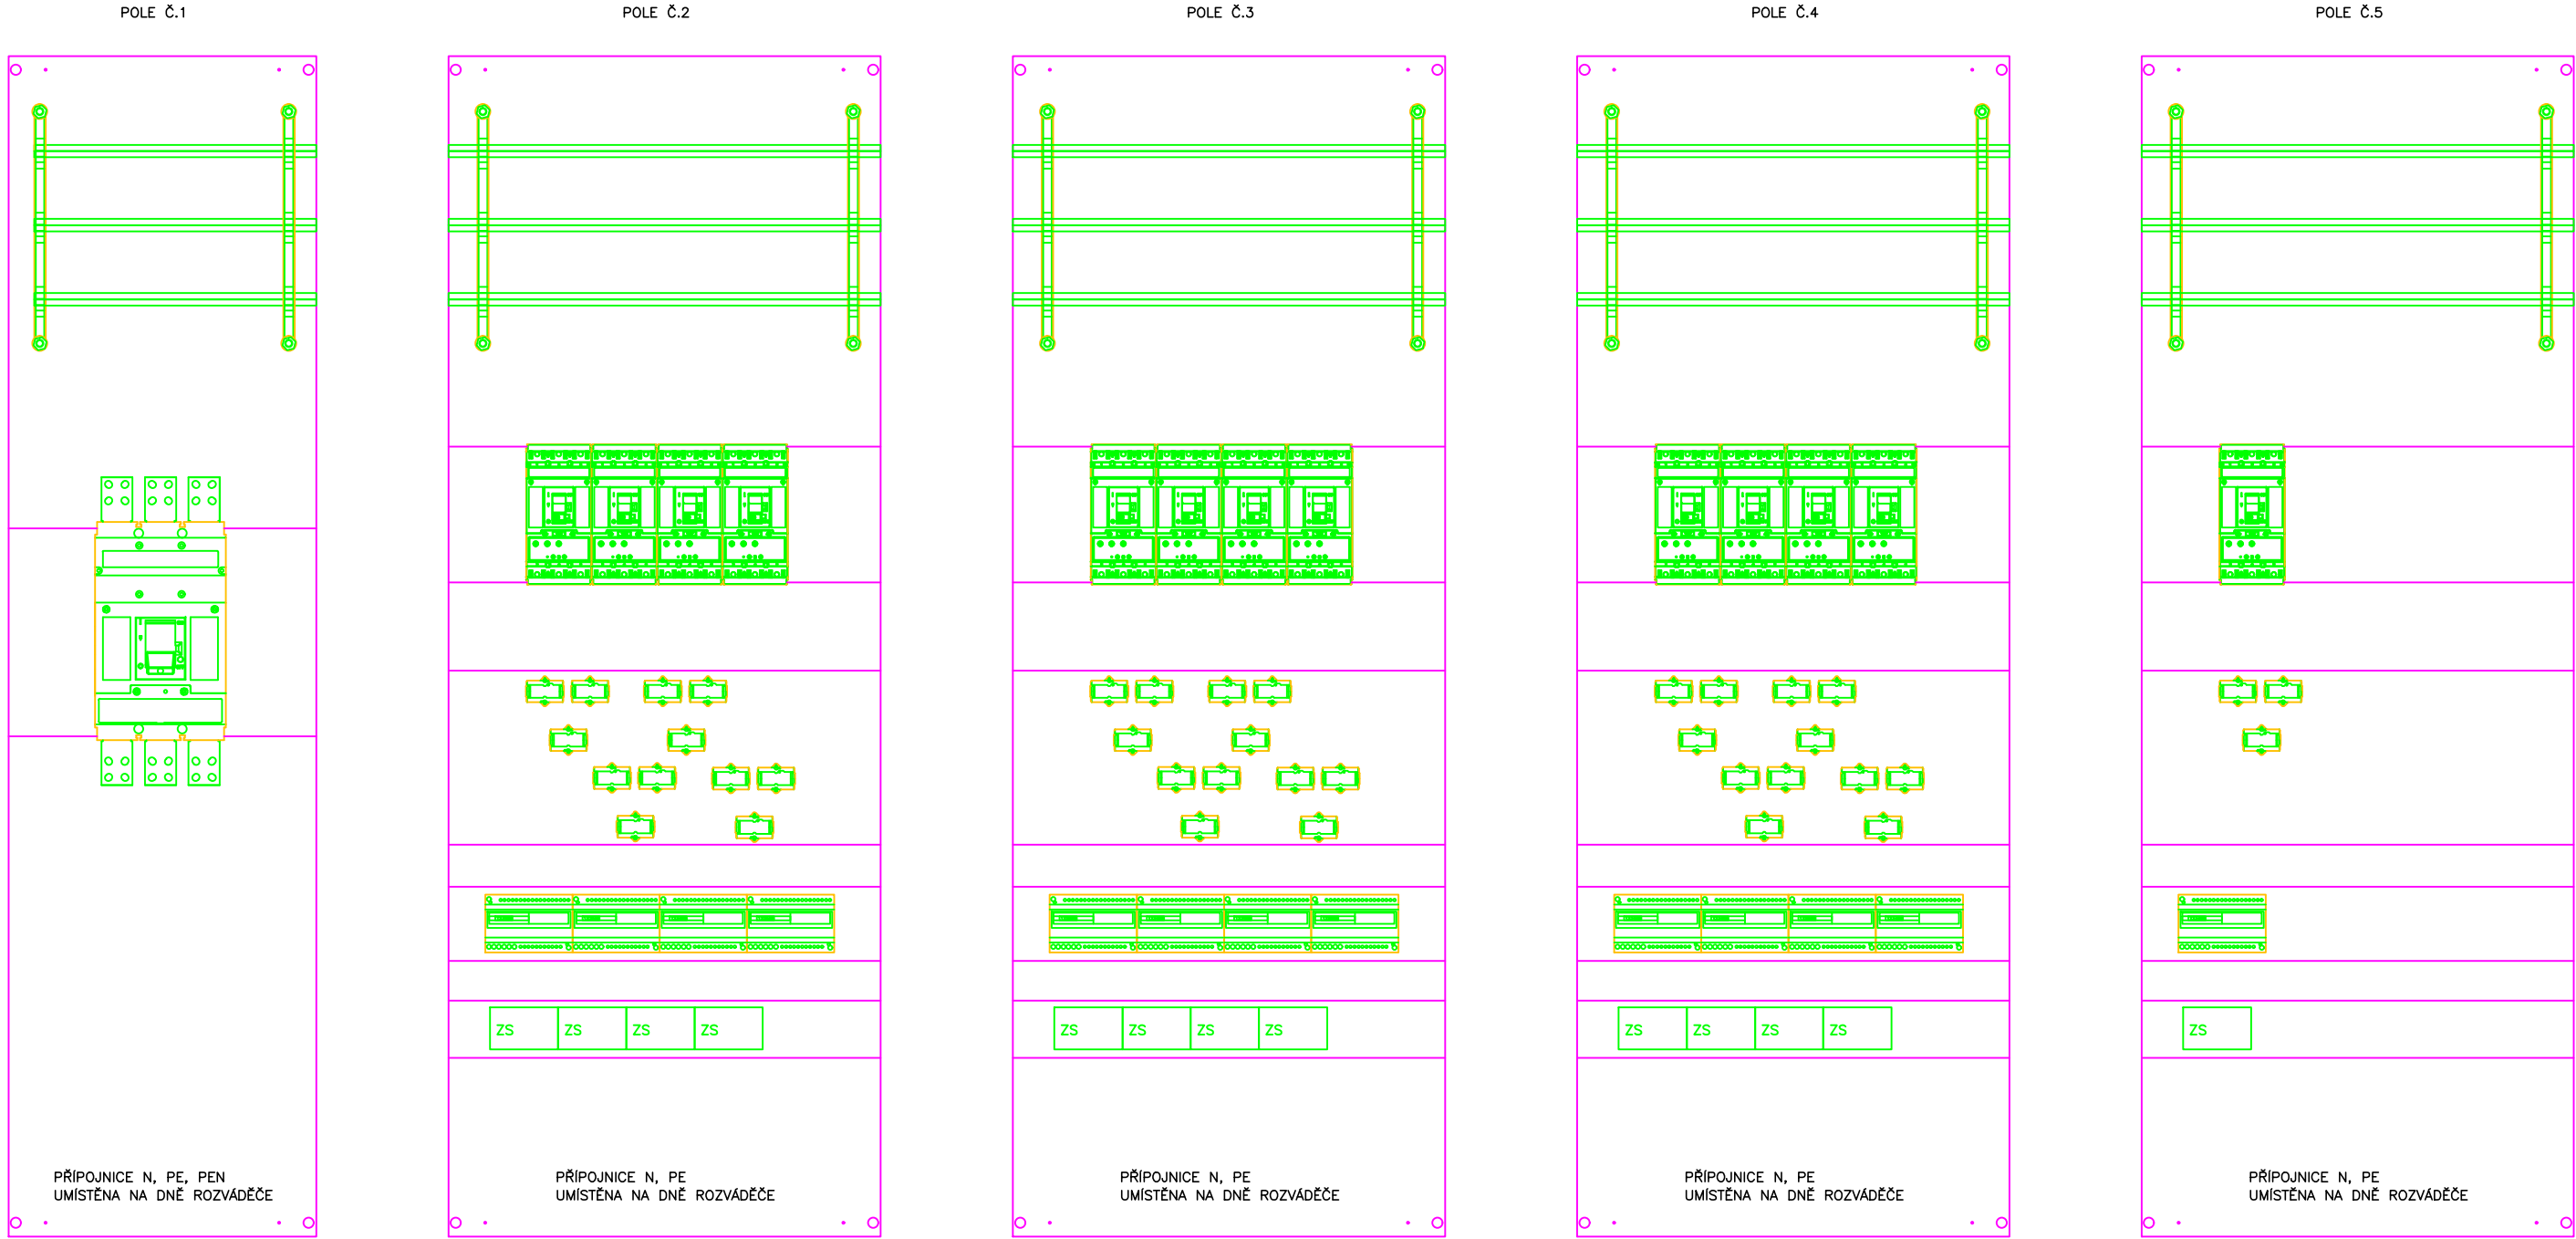 POLE Č.1
POLE Č.2
POLE Č.3
POLE Č.4
POLE Č.5
ZS ZS ZS ZS
ZS ZS ZS ZS
ZS ZS ZS ZS
ZS
PŘÍPOJNICE N, PE, PEN
UMÍSTĚNA NA DNĚ ROZVÁDĚČE
PŘÍPOJNICE N, PE
UMÍSTĚNA NA DNĚ ROZVÁDĚČE
PŘÍPOJNICE N, PE
UMÍSTĚNA NA DNĚ ROZVÁDĚČE
PŘÍPOJNICE N, PE
UMÍSTĚNA NA DNĚ ROZVÁDĚČE
PŘÍPOJNICE N, PE
UMÍSTĚNA NA DNĚ ROZVÁDĚČE